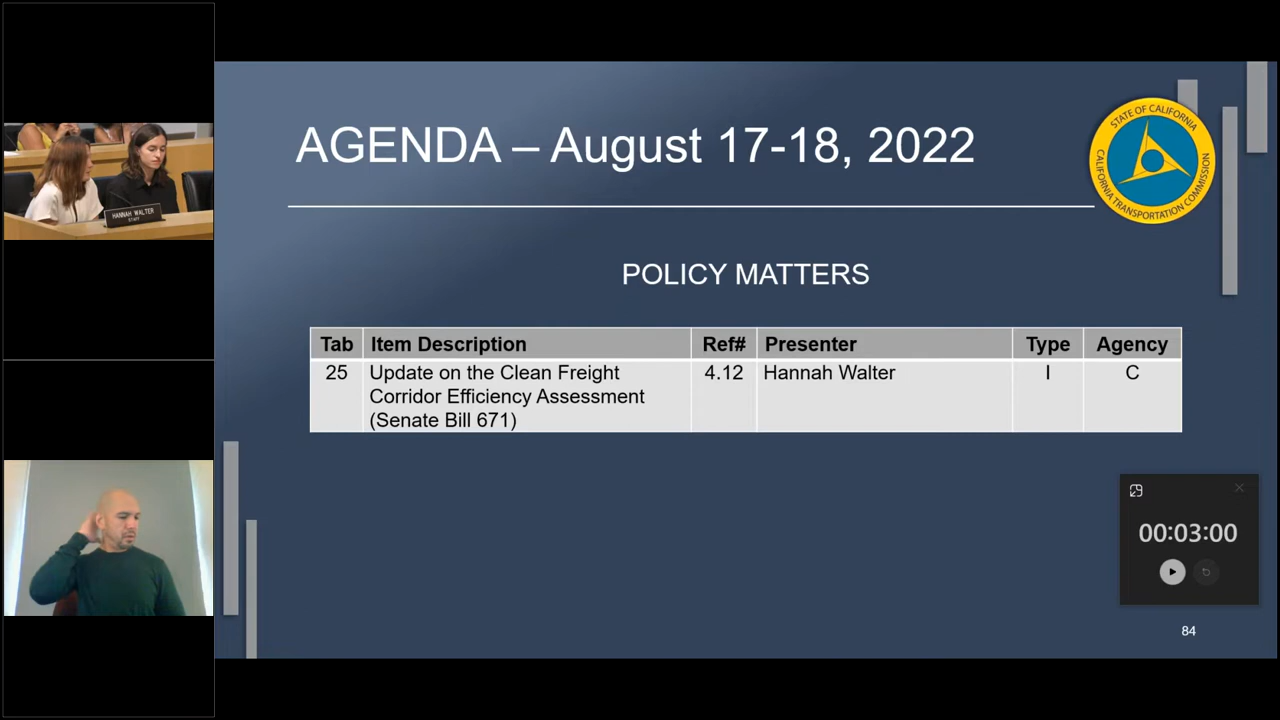 HANNAH WALTER
STAFF
AGENDA – August 17-18, 2022
STATE OF CALIFORNIA
CALIFORNIA TRANSPORTATION COMMISSION
POLICY MATTERS
Tab Item Description Ref# Presenter Type Agency
25 Update on the Clean Freight 4.12 Hannah Walter I C
Corridor Efficiency Assessment
(Senate Bill 671)
00:03:00
84